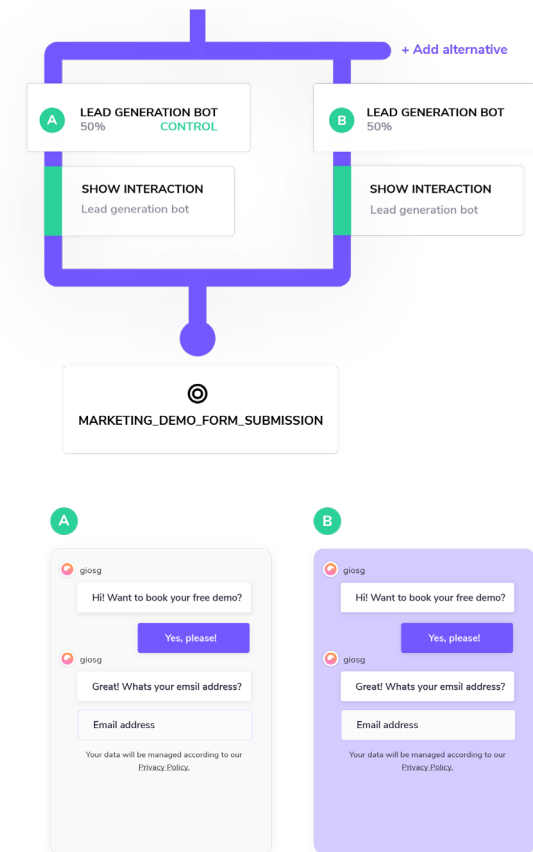 + Add alternative
A
LEAD GENERATION BOT
50% CONTROL
B
LEAD GENERATION BOT
50%
SHOW INTERACTION
Lead generation bot
SHOW INTERACTION
Lead generation bot
MARKETING_DEMO_FORM_SUBMISSION
A
giosg
Hi! Want to book your free demo?
Yes, please!
giosg
Great! Whats your emsil address?
Email address
Your data will be managed according to our
Privacy Policy.
B
giosg
Hi! Want to book your free demo?
Yes, please!
giosg
Great! Whats your emsil address?
Email address
Your data will be managed according to our
Privacy Policy.